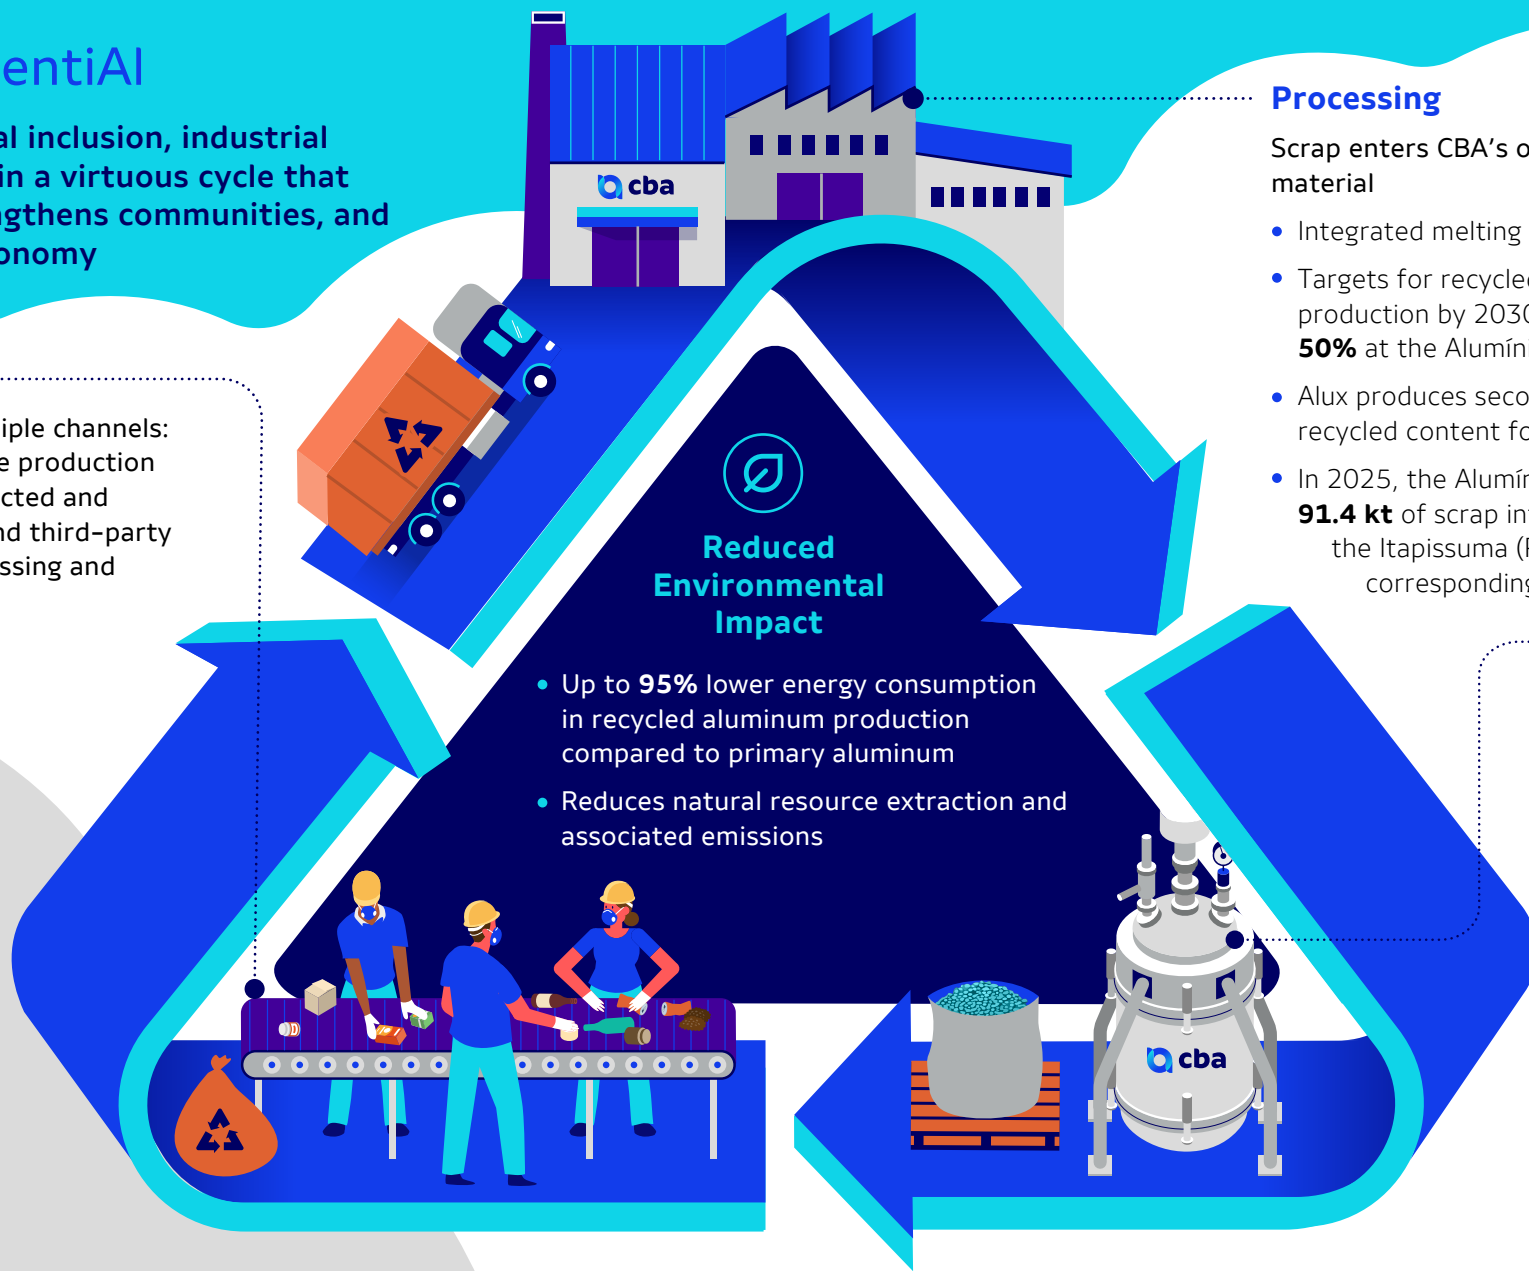 entiAl
al inclusion, industrial
in a virtuous cycle that
ngthens communities, and
onomy
iple channels:
e production
cted and
nd third-party
ssing and
cba
Processing
Scrap enters CBA's o
material
• Integrated melting
• Targets for recycled
production by 2030
50% at the Alumíni
• Alux produces seco
recycled content fo
• In 2025, the Alumín
91.4 kt of scrap in
the Itapissuma (
corresponding
Reduced
Environmental
Impact
• Up to 95% lower energy consumption
in recycled aluminum production
compared to primary aluminum
• Reduces natural resource extraction and
associated emissions
cba